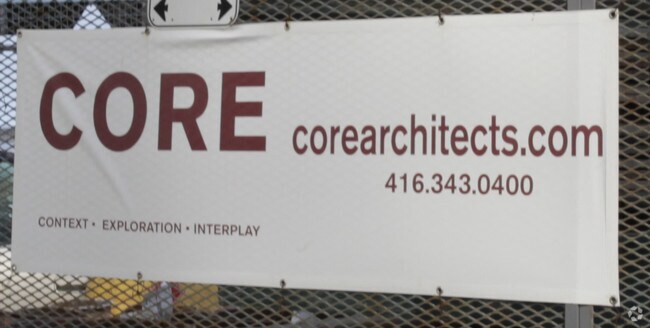 CORE
corearchitects.com
416.343.0400
CONTEXT • EXPLORATION • INTERPLAY